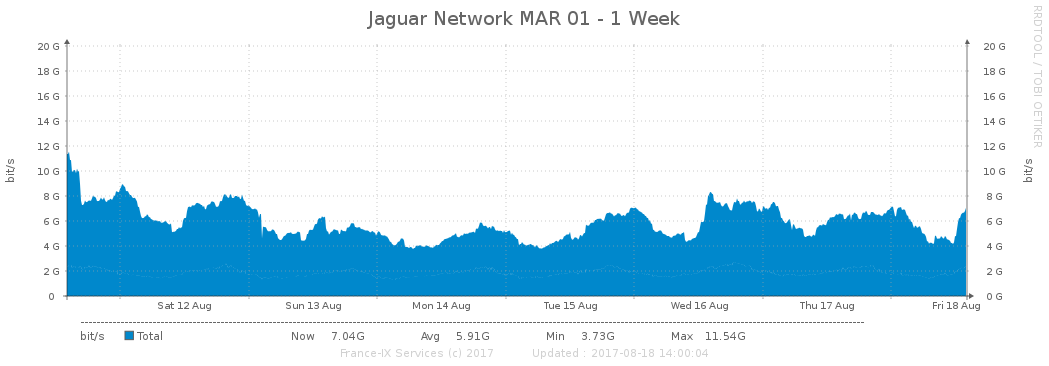 Jaguar Network MAR 01 - 1 Week
RRDTOOL / TOBI OETIKER
bit/s
20 G 20 G
18 G 18 G
16 G 16 G
14 G 14 G
12 G 12 G
10 G 10 G
8 G 8 G
6 G 6 G
4 G 4 G
2 G 2 G
0 0 G
bit/s
Sat 12 Aug Sun 13 Aug Mon 14 Aug Tue 15 Aug Wed 16 Aug Thu 17 Aug Fri 18 Aug
bit/s Total Now 7.04G Avg 5.91G Min 3.73G Max 11.54G
France-IX Services (c) 2017 Updated : 2017-08-18 14:00:04